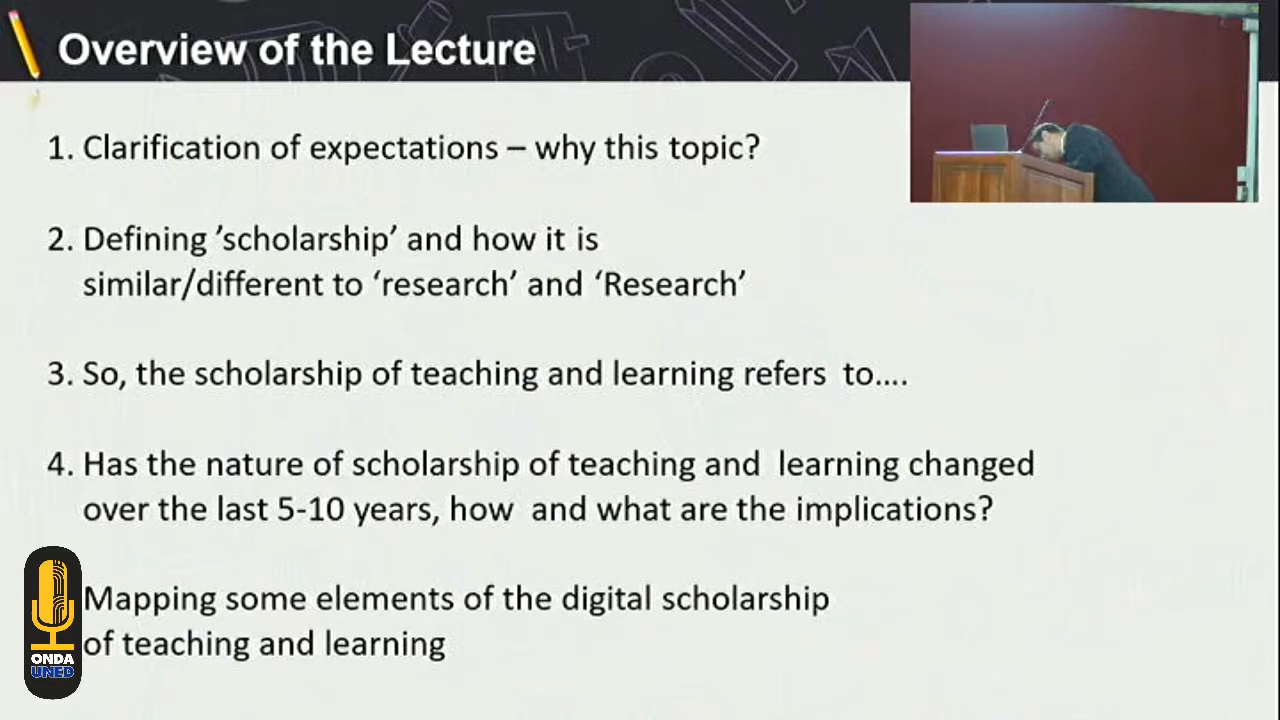 Overview of the Lecture
1. Clarification of expectations – why this topic?
2. Defining ’scholarship’ and how it is
similar/different to ‘research’ and ‘Research’
3. So, the scholarship of teaching and learning refers to....
4. Has the nature of scholarship of teaching and learning changed
over the last 5-10 years, how and what are the implications?
Mapping some elements of the digital scholarship
of teaching and learning
ONDA
UNED